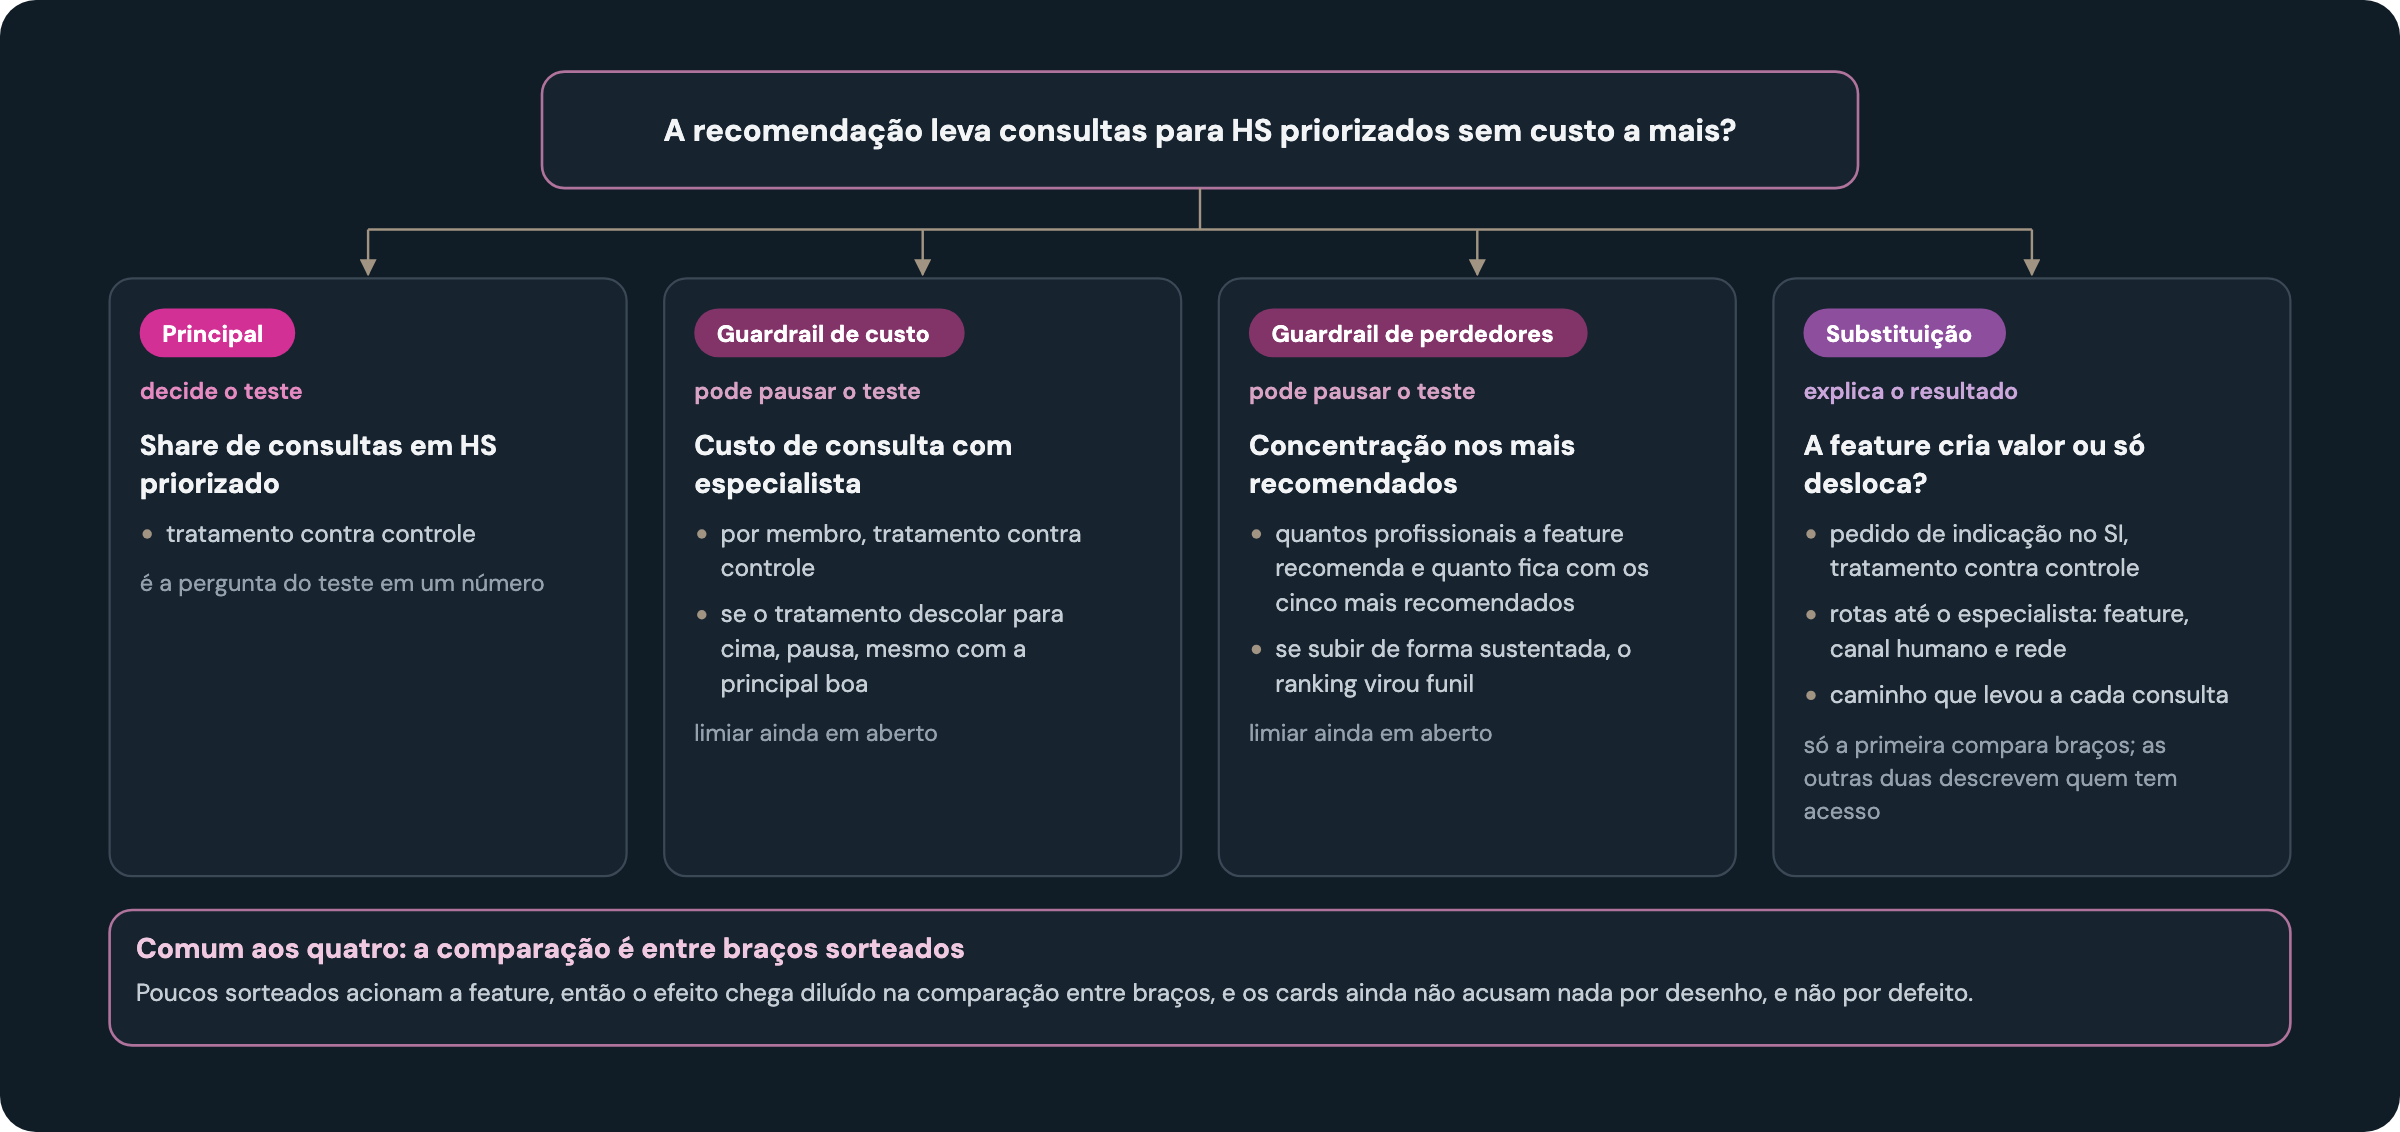 A recomendação leva consultas para HS priorizados sem custo a mais?
Principal
decide o teste
Share de consultas em HS
priorizado
tratamento contra controle
é a pergunta do teste em um número
Guardrail de custo
pode pausar o teste
Custo de consulta com
especialista
por membro, tratamento contra
controle
se o tratamento descolar para
cima, pausa, mesmo com a
principal boa
limiar ainda em aberto
Guardrail de perdedores
pode pausar o teste
Concentração nos mais
recomendados
quantos profissionais a feature
recomenda e quanto fica com os
cinco mais recomendados
se subir de forma sustentada, o
ranking virou funil
limiar ainda em aberto
Substituição
explica o resultado
A feature cria valor ou só
desloca?
pedido de indicação no SI,
tratamento contra controle
rotas até o especialista: feature,
canal humano e rede
caminho que levou a cada consulta
só a primeira compara braços; as
outras duas descrevem quem tem
acesso
Comum aos quatro: a comparação é entre braços sorteados
Poucos sorteados acionam a feature, então o efeito chega diluído na comparação entre braços, e os cards ainda não acusam nada por desenho, e não por defeito.